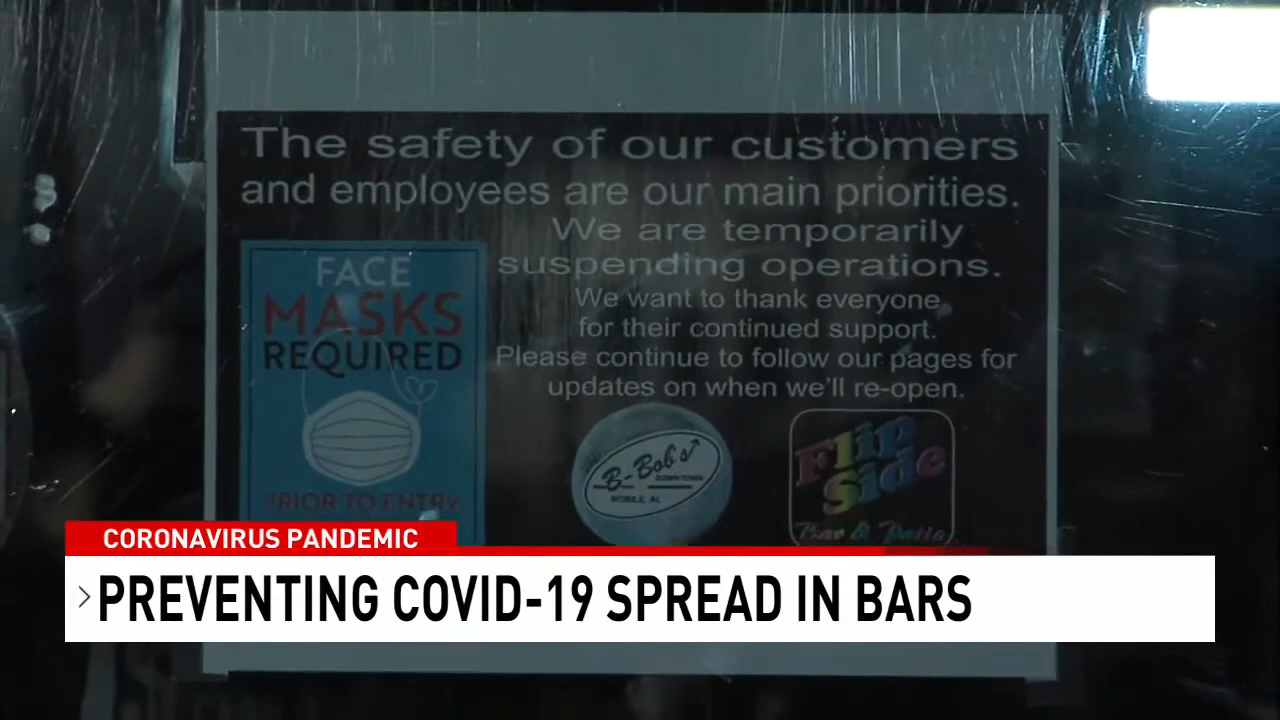 The safety of our customers
and employees are our main priorities.
We are temporarily
suspending operations.
We want to thank everyone
for their continued support.
Please continue to follow our pages for
updates on when we'll re-open.
FACE
MASKS
REQUIRED
PRIOR TO ENTRY
B-Bob's
DOWNTOWN
MOBILE, AL
Flip
Side
Bar & Patio
CORONAVIRUS PANDEMIC
PREVENTING COVID-19 SPREAD IN BARS